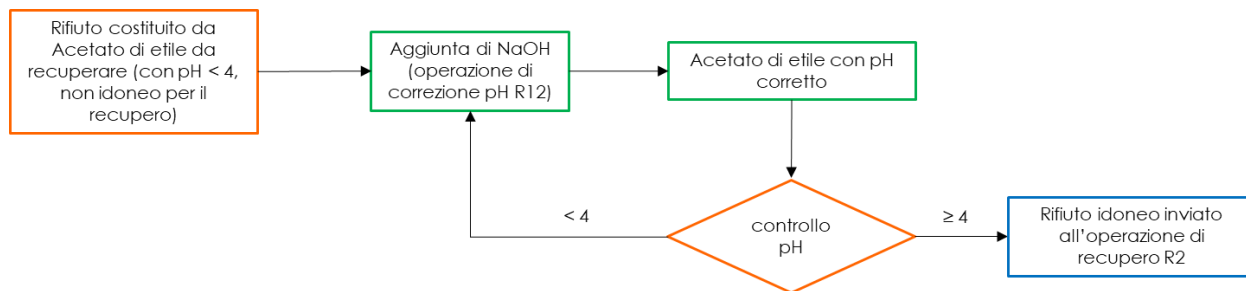 Rifiuto costituito da
Acetato di etile da
recuperare (con pH < 4,
non idoneo per il
recupero)
Aggiunta di NaOH
(operazione di
correzione pH R12)
Acetato di etile con pH
corretto
< 4
controllo
pH
≥ 4
Rifiuto idoneo inviato
all'operazione di
recupero R2